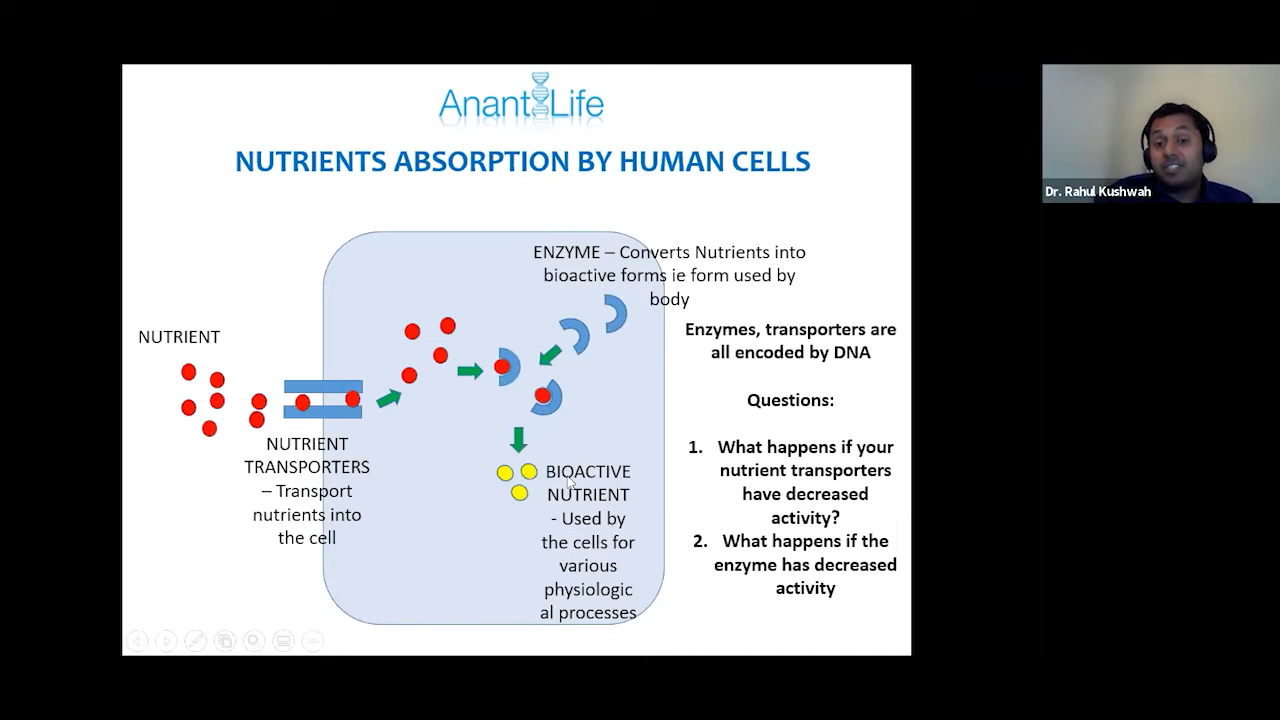 Anant Life
NUTRIENTS ABSORPTION BY HUMAN CELLS
ENZYME – Converts Nutrients into
bioactive forms ie form used by
body
NUTRIENT
NUTRIENT
TRANSPORTERS
– Transport
nutrients into
the cell
BIOACTIVE
NUTRIENT
- Used by
the cells for
various
physiologic
al processes
Enzymes, transporters are
all encoded by DNA
Questions:
1. What happens if your
nutrient transporters
have decreased
activity?
2. What happens if the
enzyme has decreased
activity
Dr. Rahul Kushwah